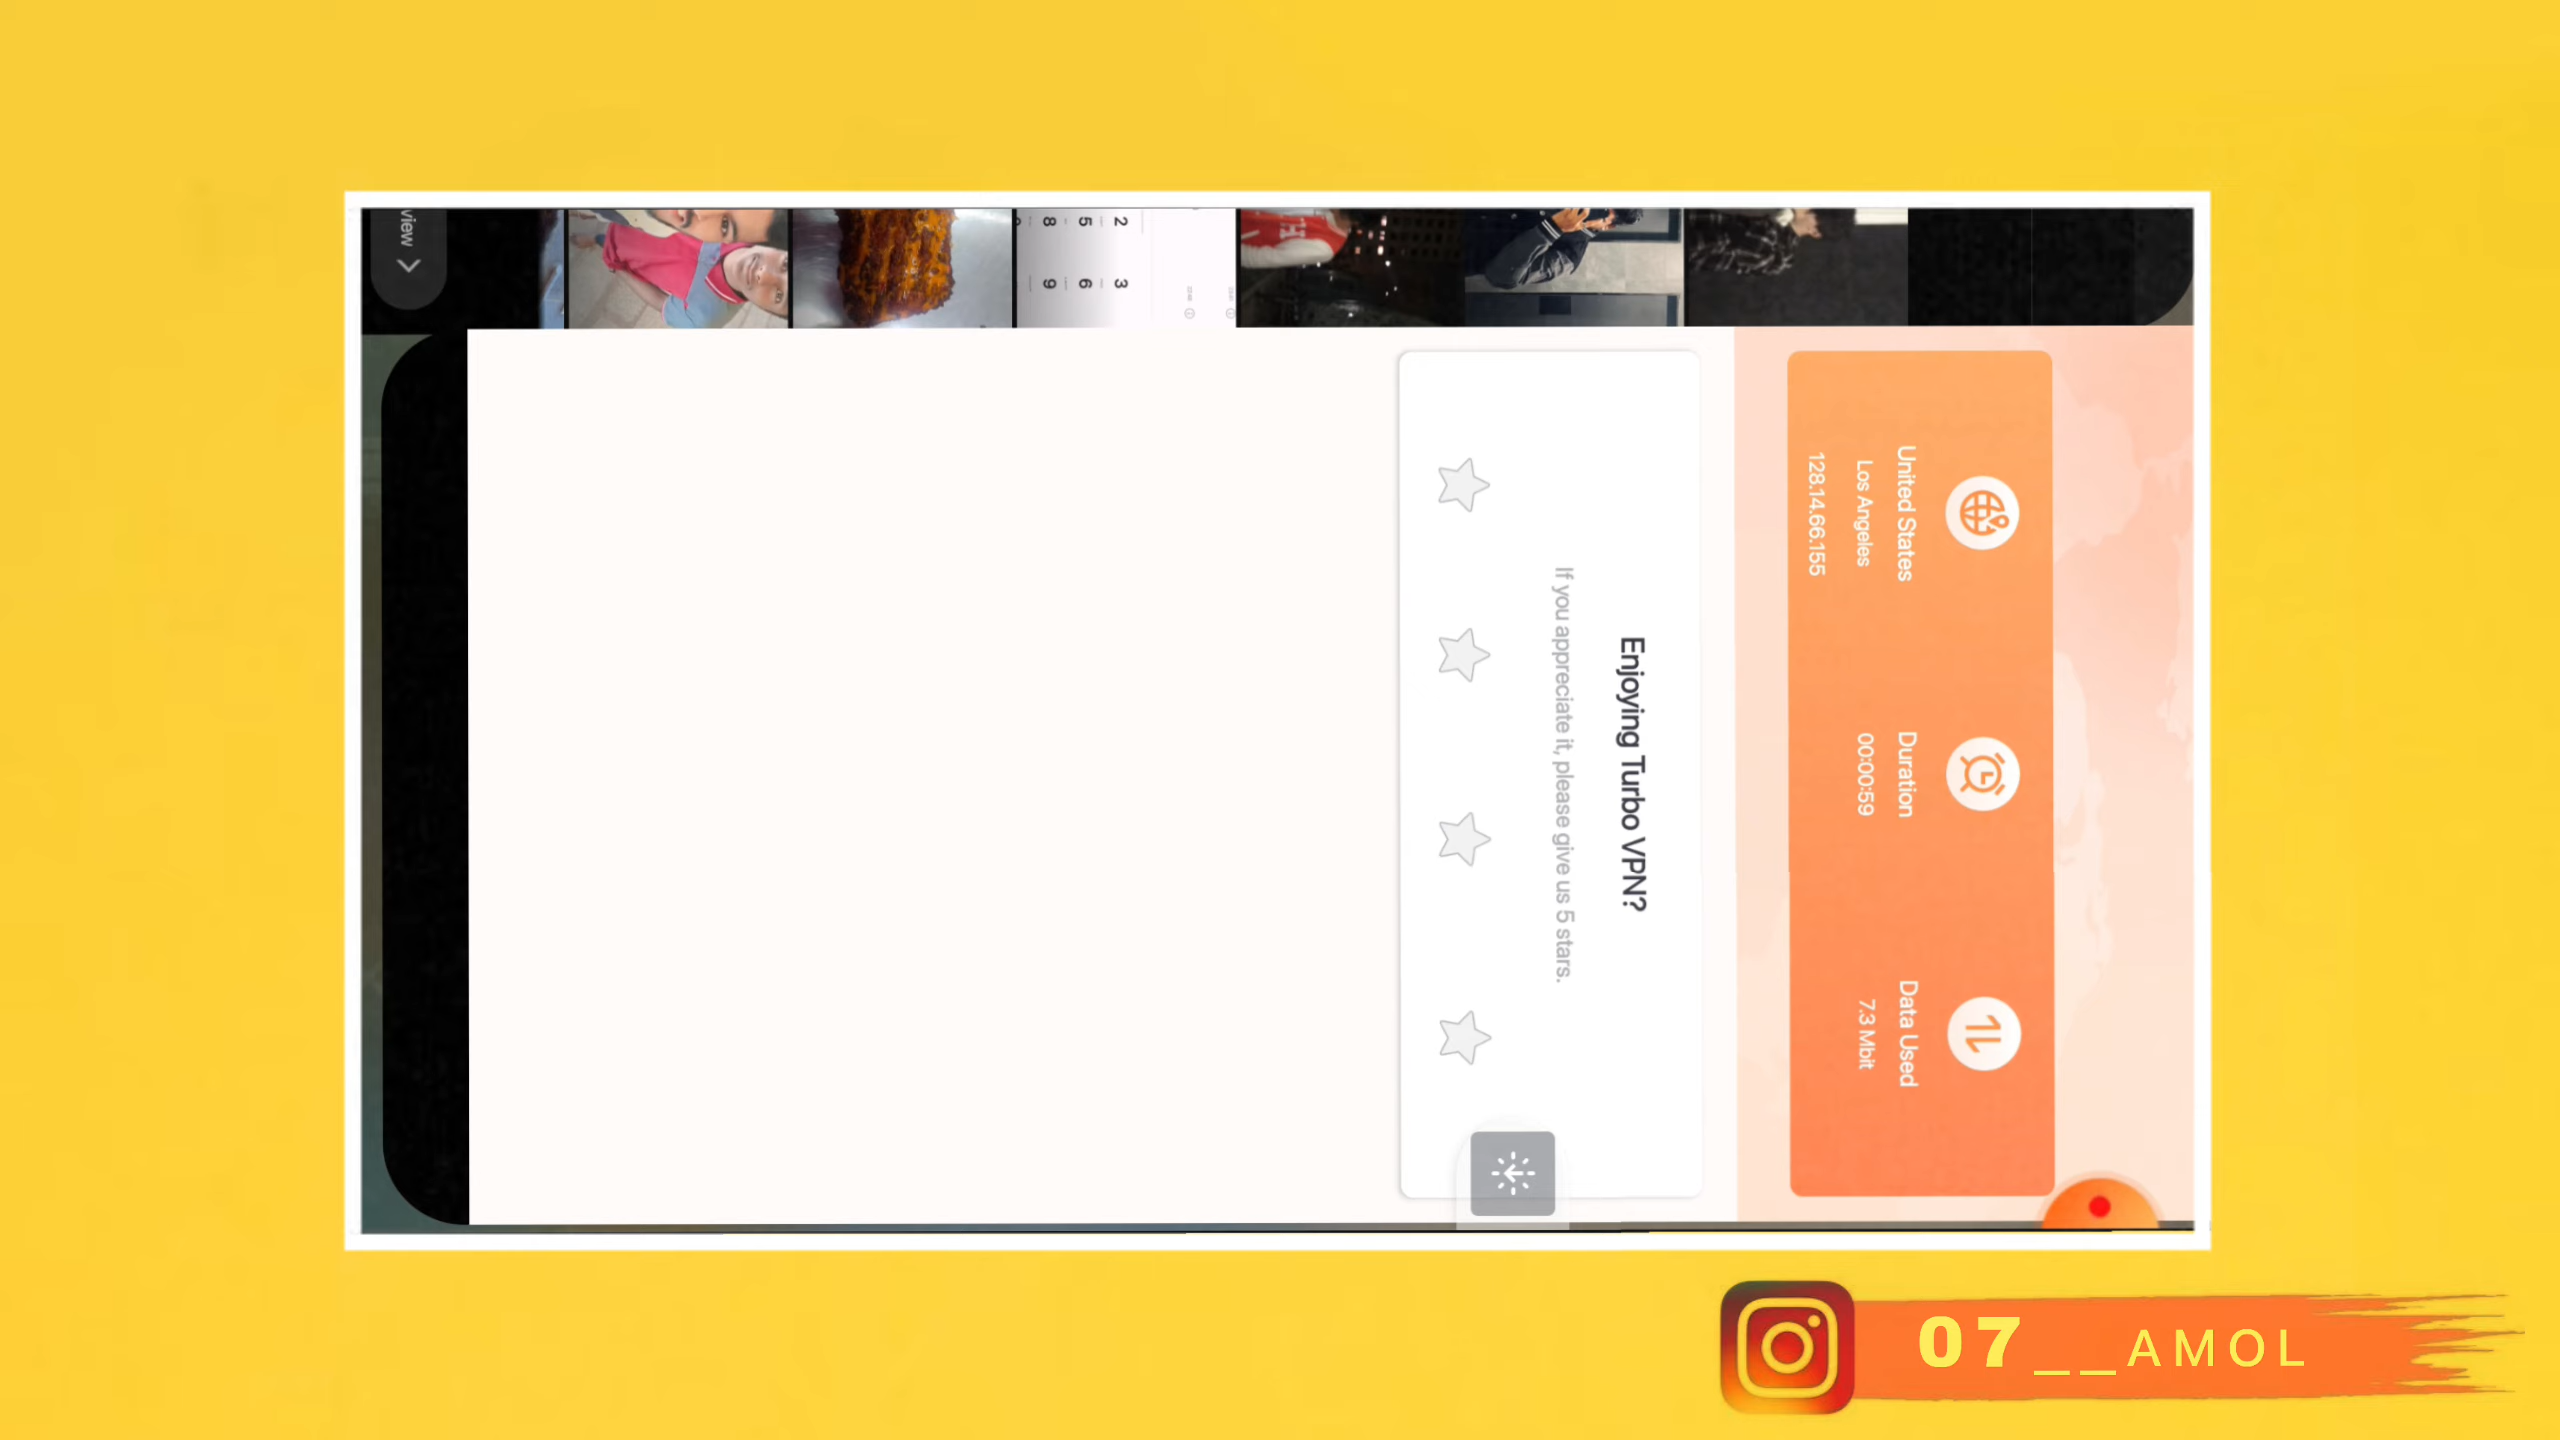 view
2 3
5 6
8 9
United States
Los Angeles
128.14.66.155
Duration
00:00:59
Data Used
7.3 Mbit
Enjoying Turbo VPN?
If you appreciate it, please give us 5 stars.
07__AMOL